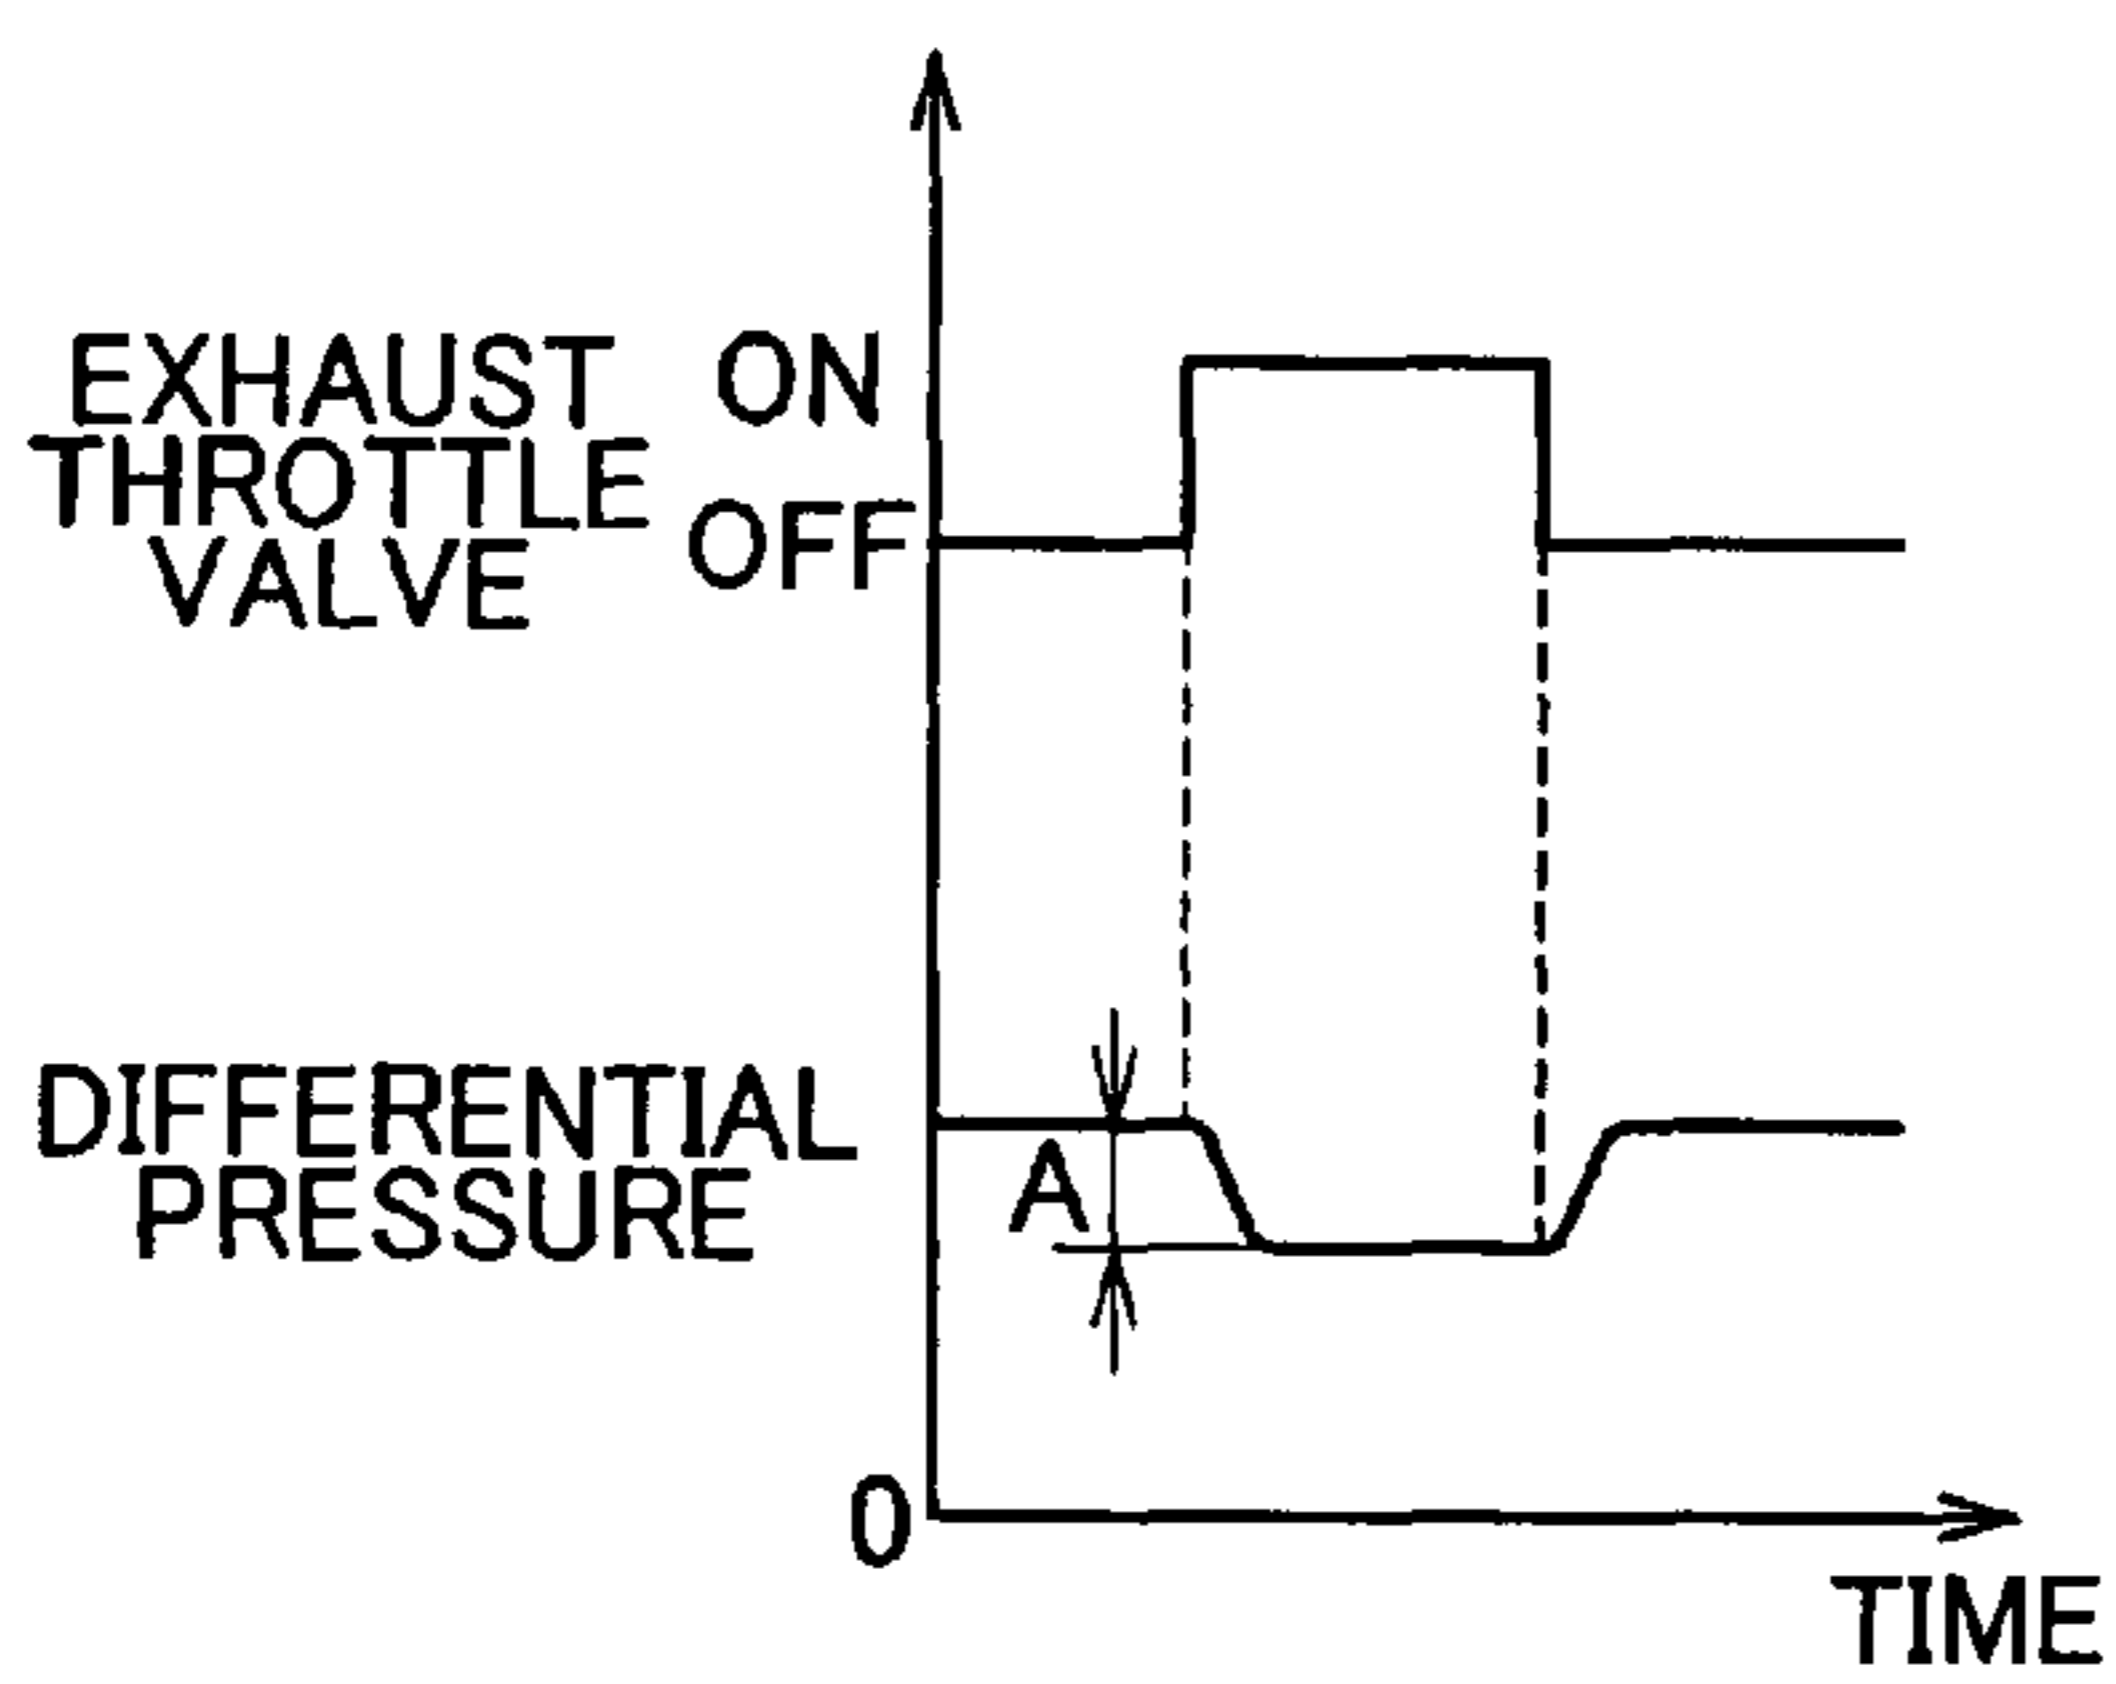 EXHAUST
THROTTLE
VALVE
ON
OFF
DIFFERENTIAL
PRESSURE
A
0
TIME